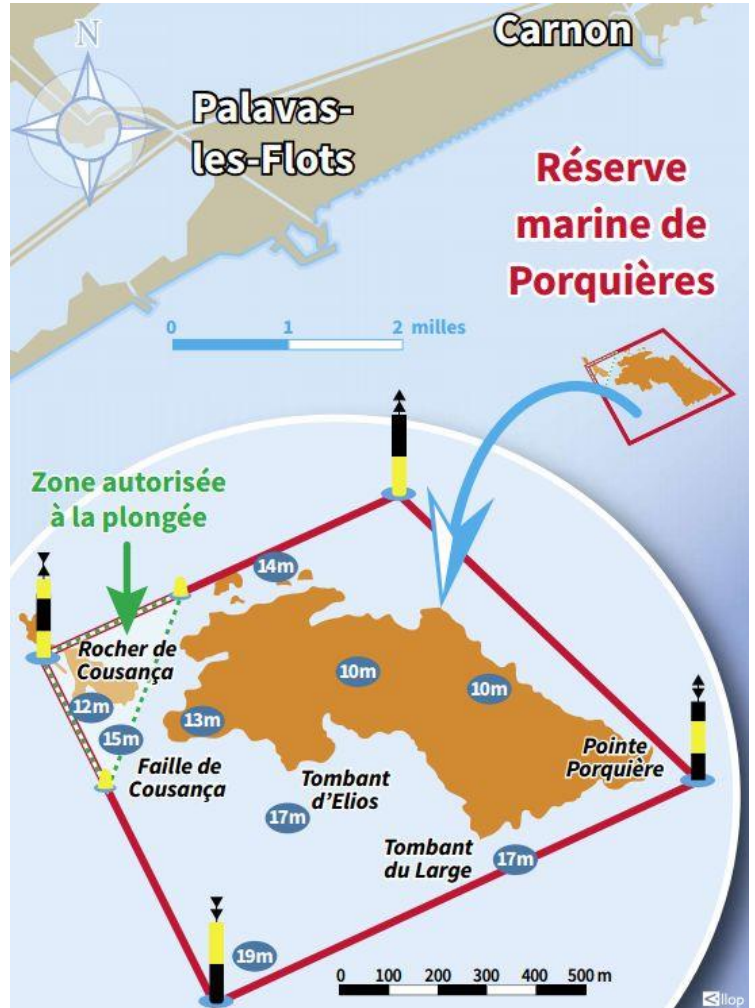 N
Carnon
Palavas-
les-Flots
Réserve
marine de
Porquières
0 1 2 milles
Zone autorisée
à la plongée
14m
Rocher de
Cousança
10m
10m
12m
13m
15m
Pointe
Porquière
Faille de
Cousança
Tombant
d'Elios
17m
Tombant
du Large
17m
19m
0 100 200 300 400 500 m
llop